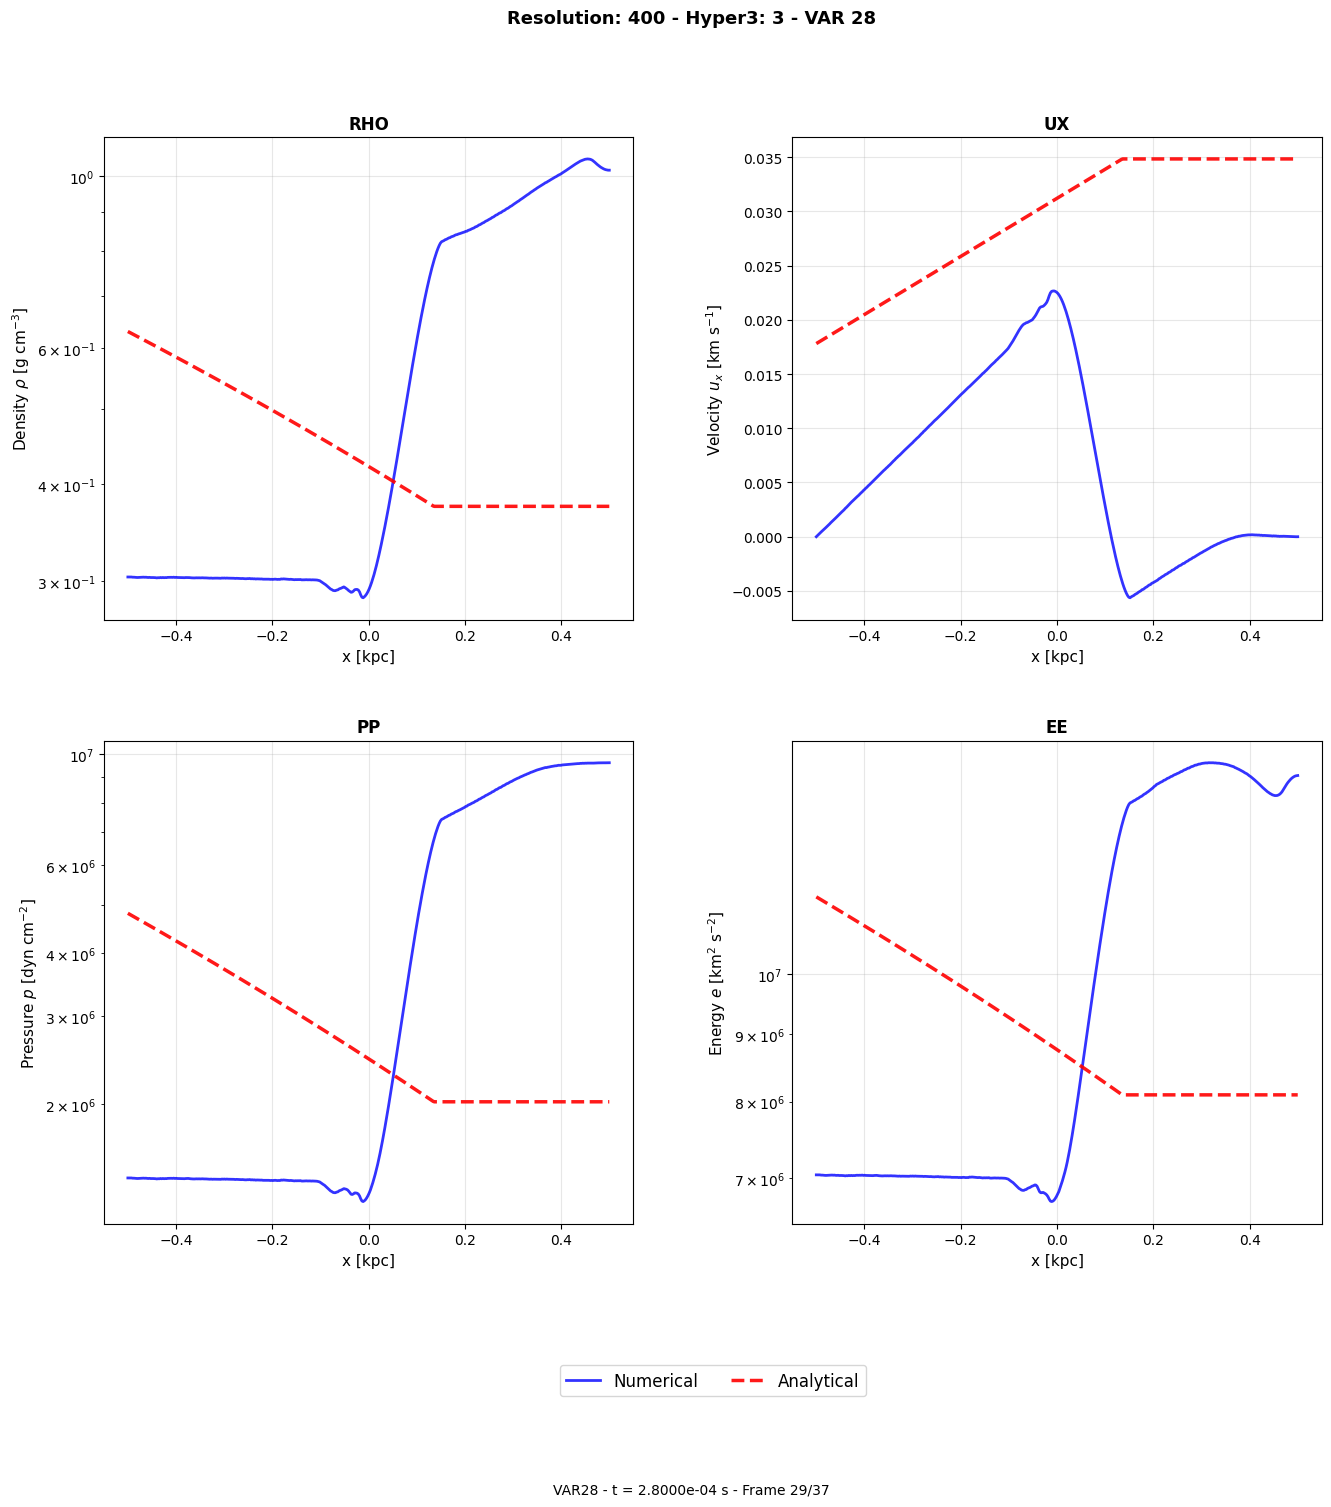 Resolution: 400 - Hyper3: 3 - VAR 28
RHO
Density ρ [g cm⁻³]
10⁰
6 × 10⁻¹
4 × 10⁻¹
3 × 10⁻¹
−0.4 −0.2 0.0 0.2 0.4
x [kpc]
UX
Velocity uₓ [km s⁻¹]
0.035
0.030
0.025
0.020
0.015
0.010
0.005
0.000
−0.005
−0.4 −0.2 0.0 0.2 0.4
x [kpc]
PP
Pressure p [dyn cm⁻²]
10⁷
6 × 10⁶
4 × 10⁶
3 × 10⁶
2 × 10⁶
−0.4 −0.2 0.0 0.2 0.4
x [kpc]
EE
Energy e [km² s⁻²]
10⁷
9 × 10⁶
8 × 10⁶
7 × 10⁶
−0.4 −0.2 0.0 0.2 0.4
x [kpc]
Numerical Analytical
VAR28 - t = 2.8000e-04 s - Frame 29/37